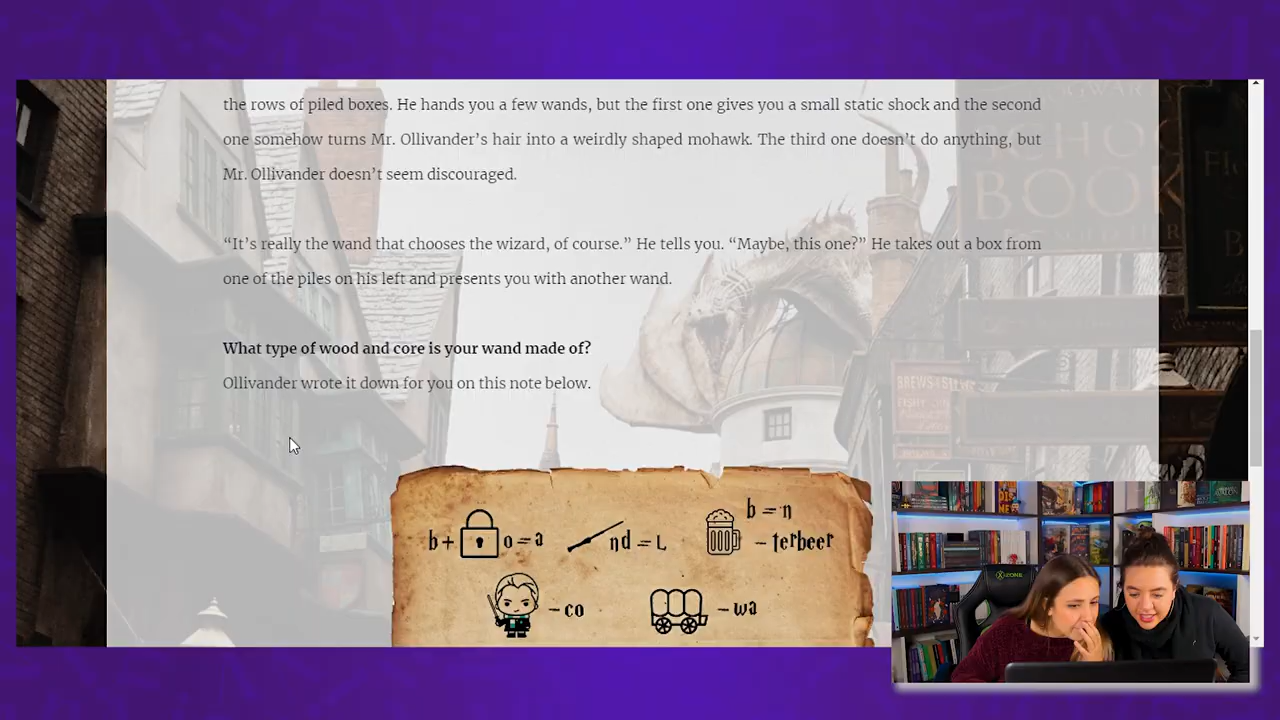 the rows of piled boxes. He hands you a few wands, but the first one gives you a small static shock and the second
one somehow turns Mr. Ollivander’s hair into a weirdly shaped mohawk. The third one doesn’t do anything, but
Mr. Ollivander doesn’t seem discouraged.
“It’s really the wand that chooses the wizard, of course.” He tells you. “Maybe, this one?” He takes out a box from
one of the piles on his left and presents you with another wand.
What type of wood and core is your wand made of?
Ollivander wrote it down for you on this note below.
b = n
b + o = a nd = L - terbeer
- co - wa
BOOK
BREWS &
XZONE